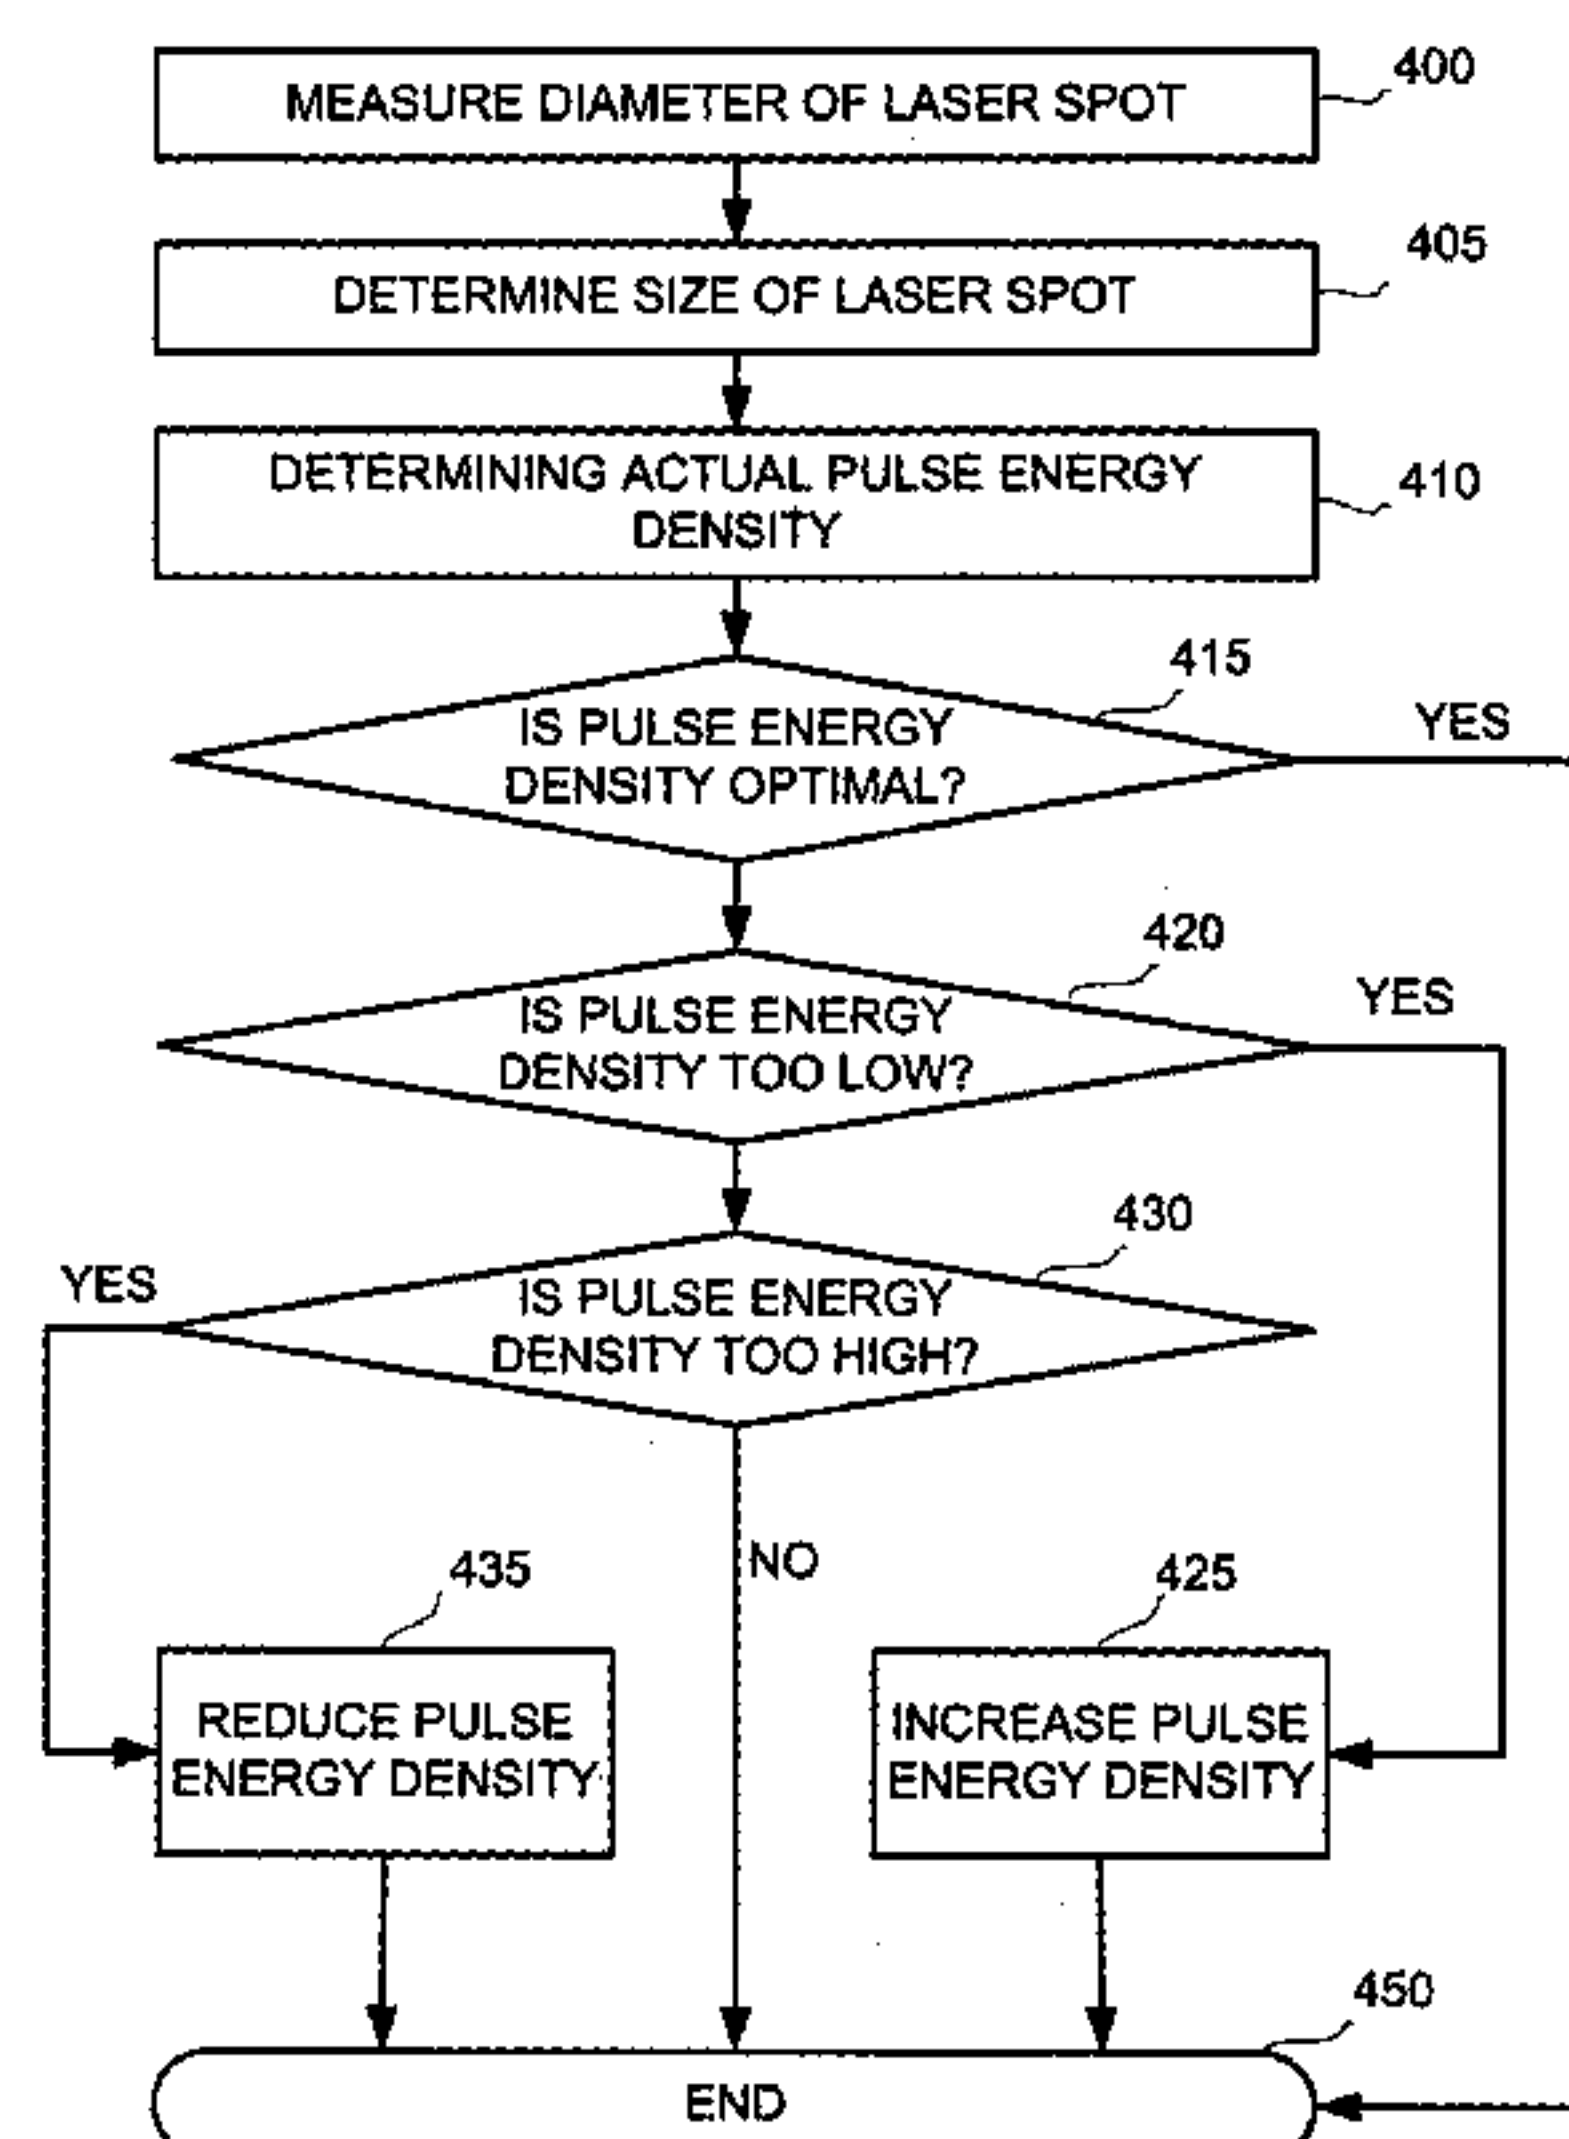 400
MEASURE DIAMETER OF LASER SPOT
405
DETERMINE SIZE OF LASER SPOT
410
DETERMINING ACTUAL PULSE ENERGY
DENSITY
415
YES
IS PULSE ENERGY
DENSITY OPTIMAL?
420
YES
IS PULSE ENERGY
DENSITY TOO LOW?
430
YES
IS PULSE ENERGY
DENSITY TOO HIGH?
NO
435
425
REDUCE PULSE
ENERGY DENSITY
INCREASE PULSE
ENERGY DENSITY
450
END